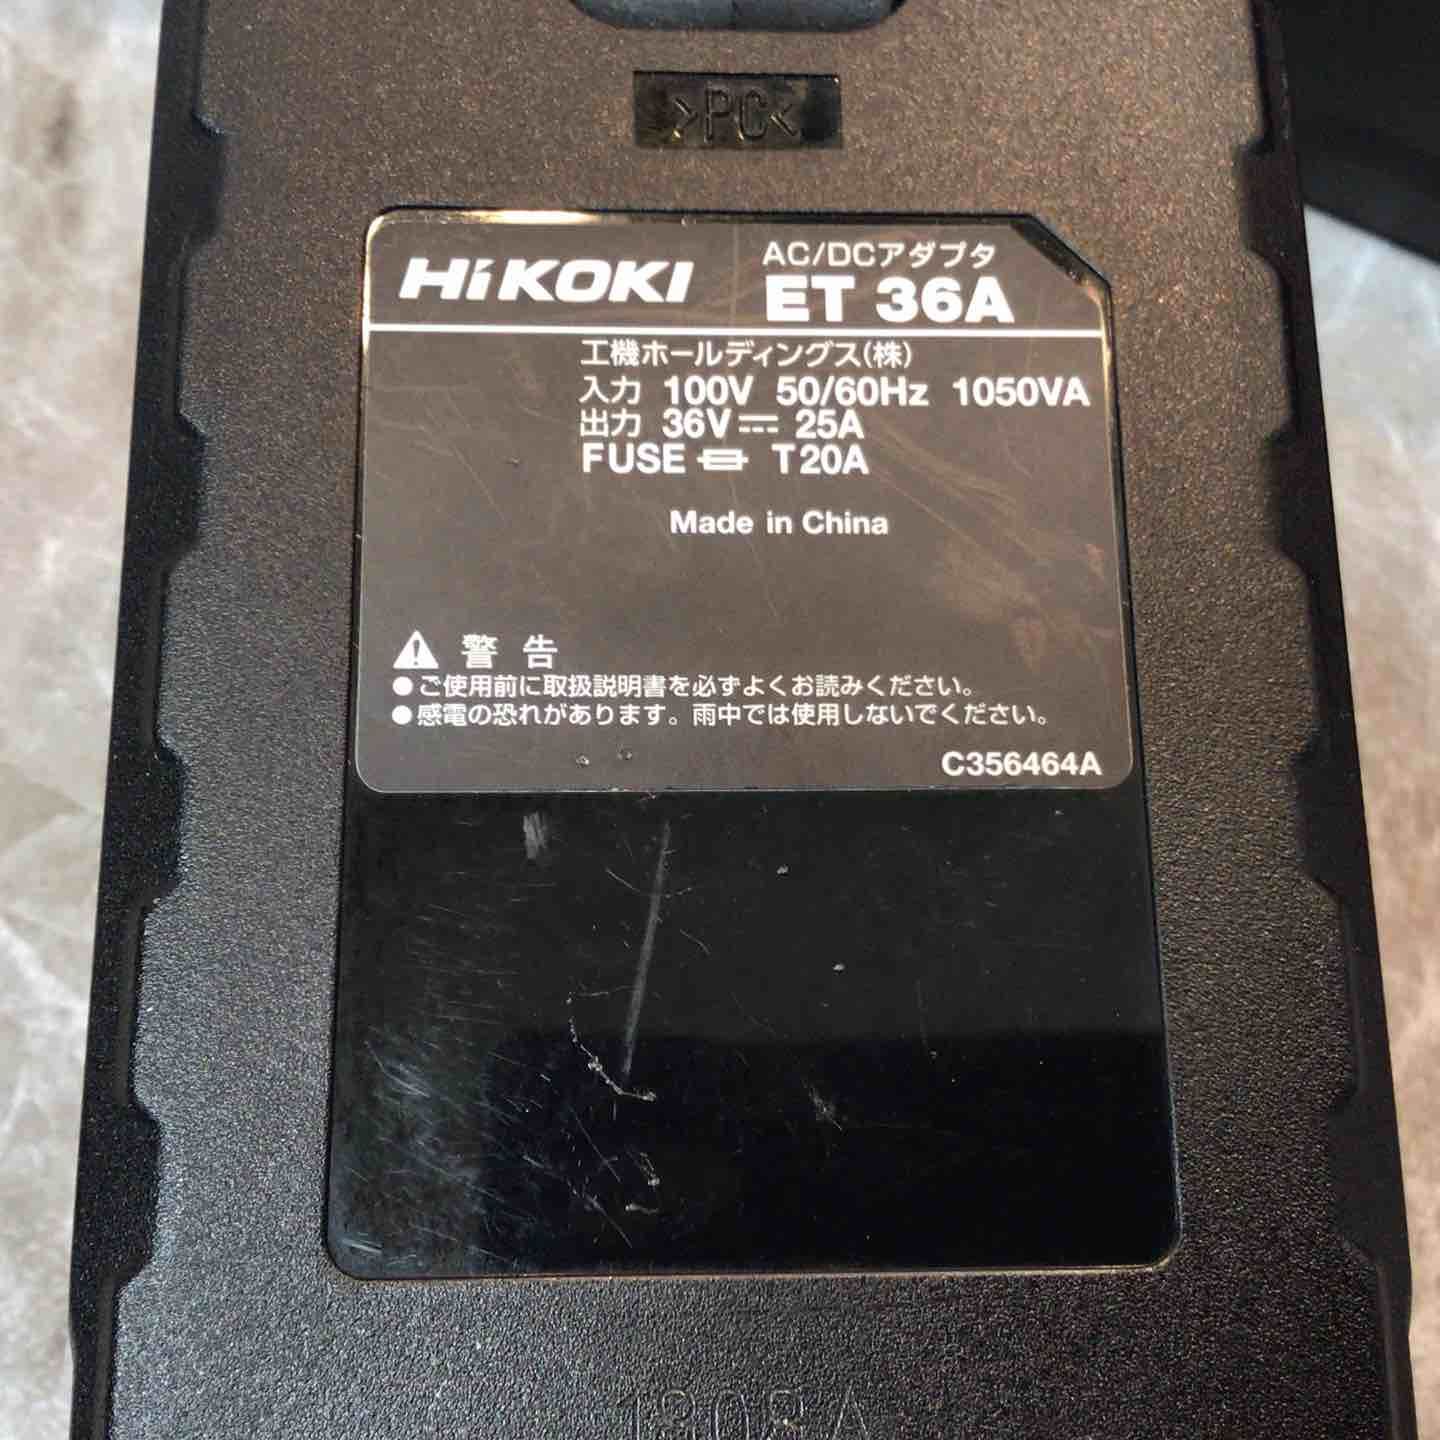 >PC<
HiKOKI
AC/DCアダプタ
ET 36A
工機ホールディングス(株)
入力 100V 50/60Hz 1050VA
出力 36V⎓ 25A
FUSE T20A
Made in China
⚠ 警告
●ご使用前に取扱説明書を必ずよくお読みください。
●感電の恐れがあります。雨中では使用しないでください。
C356464A
1808A